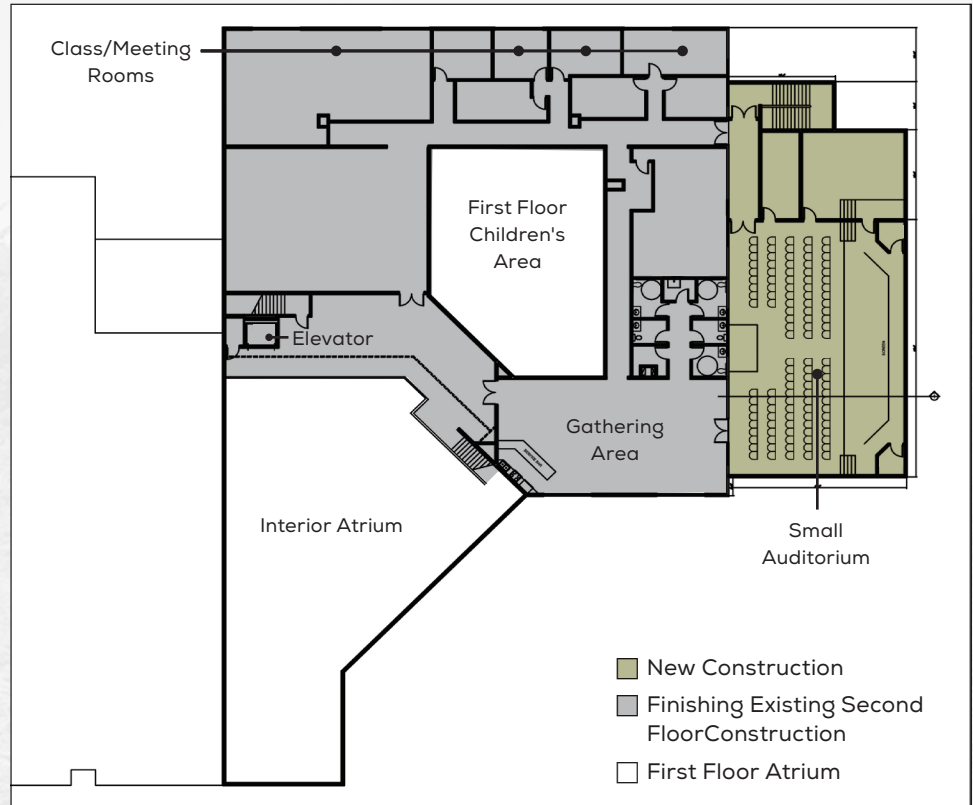 Class/Meeting
Rooms
First Floor
Children's
Area
Elevator
Gathering
Area
Interior Atrium
Small
Auditorium
New Construction
Finishing Existing Second
FloorConstruction
First Floor Atrium